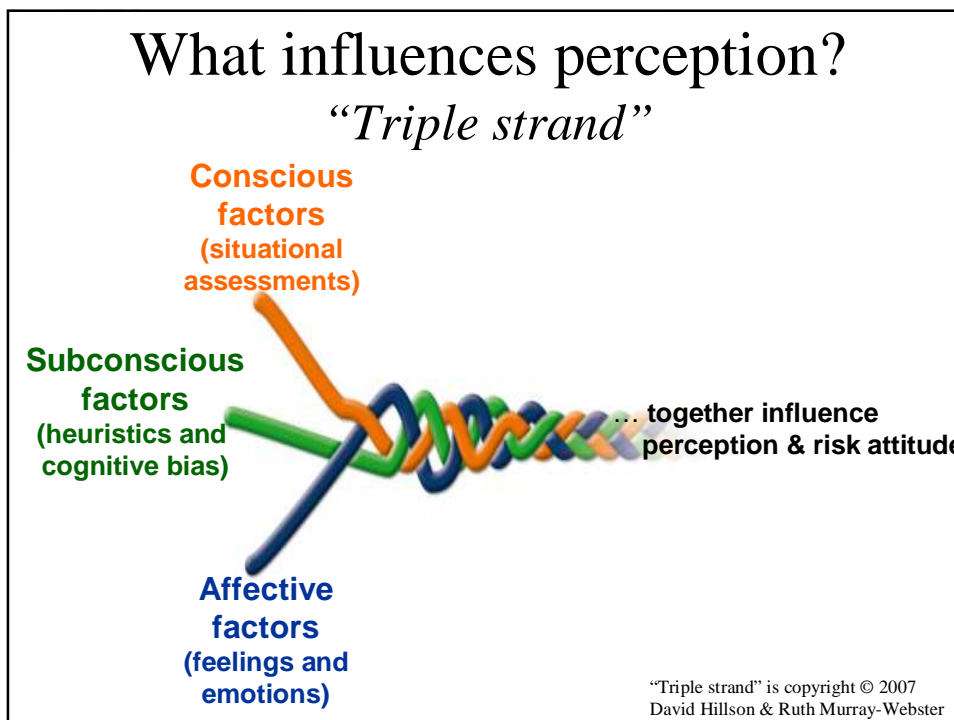 What influences perception?
“Triple strand”
Conscious
factors
(situational
assessments)
Subconscious
factors
(heuristics and
cognitive bias)
… together influence
perception & risk attitude
Affective
factors
(feelings and
emotions)
“Triple strand” is copyright © 2007
David Hillson & Ruth Murray-Webster